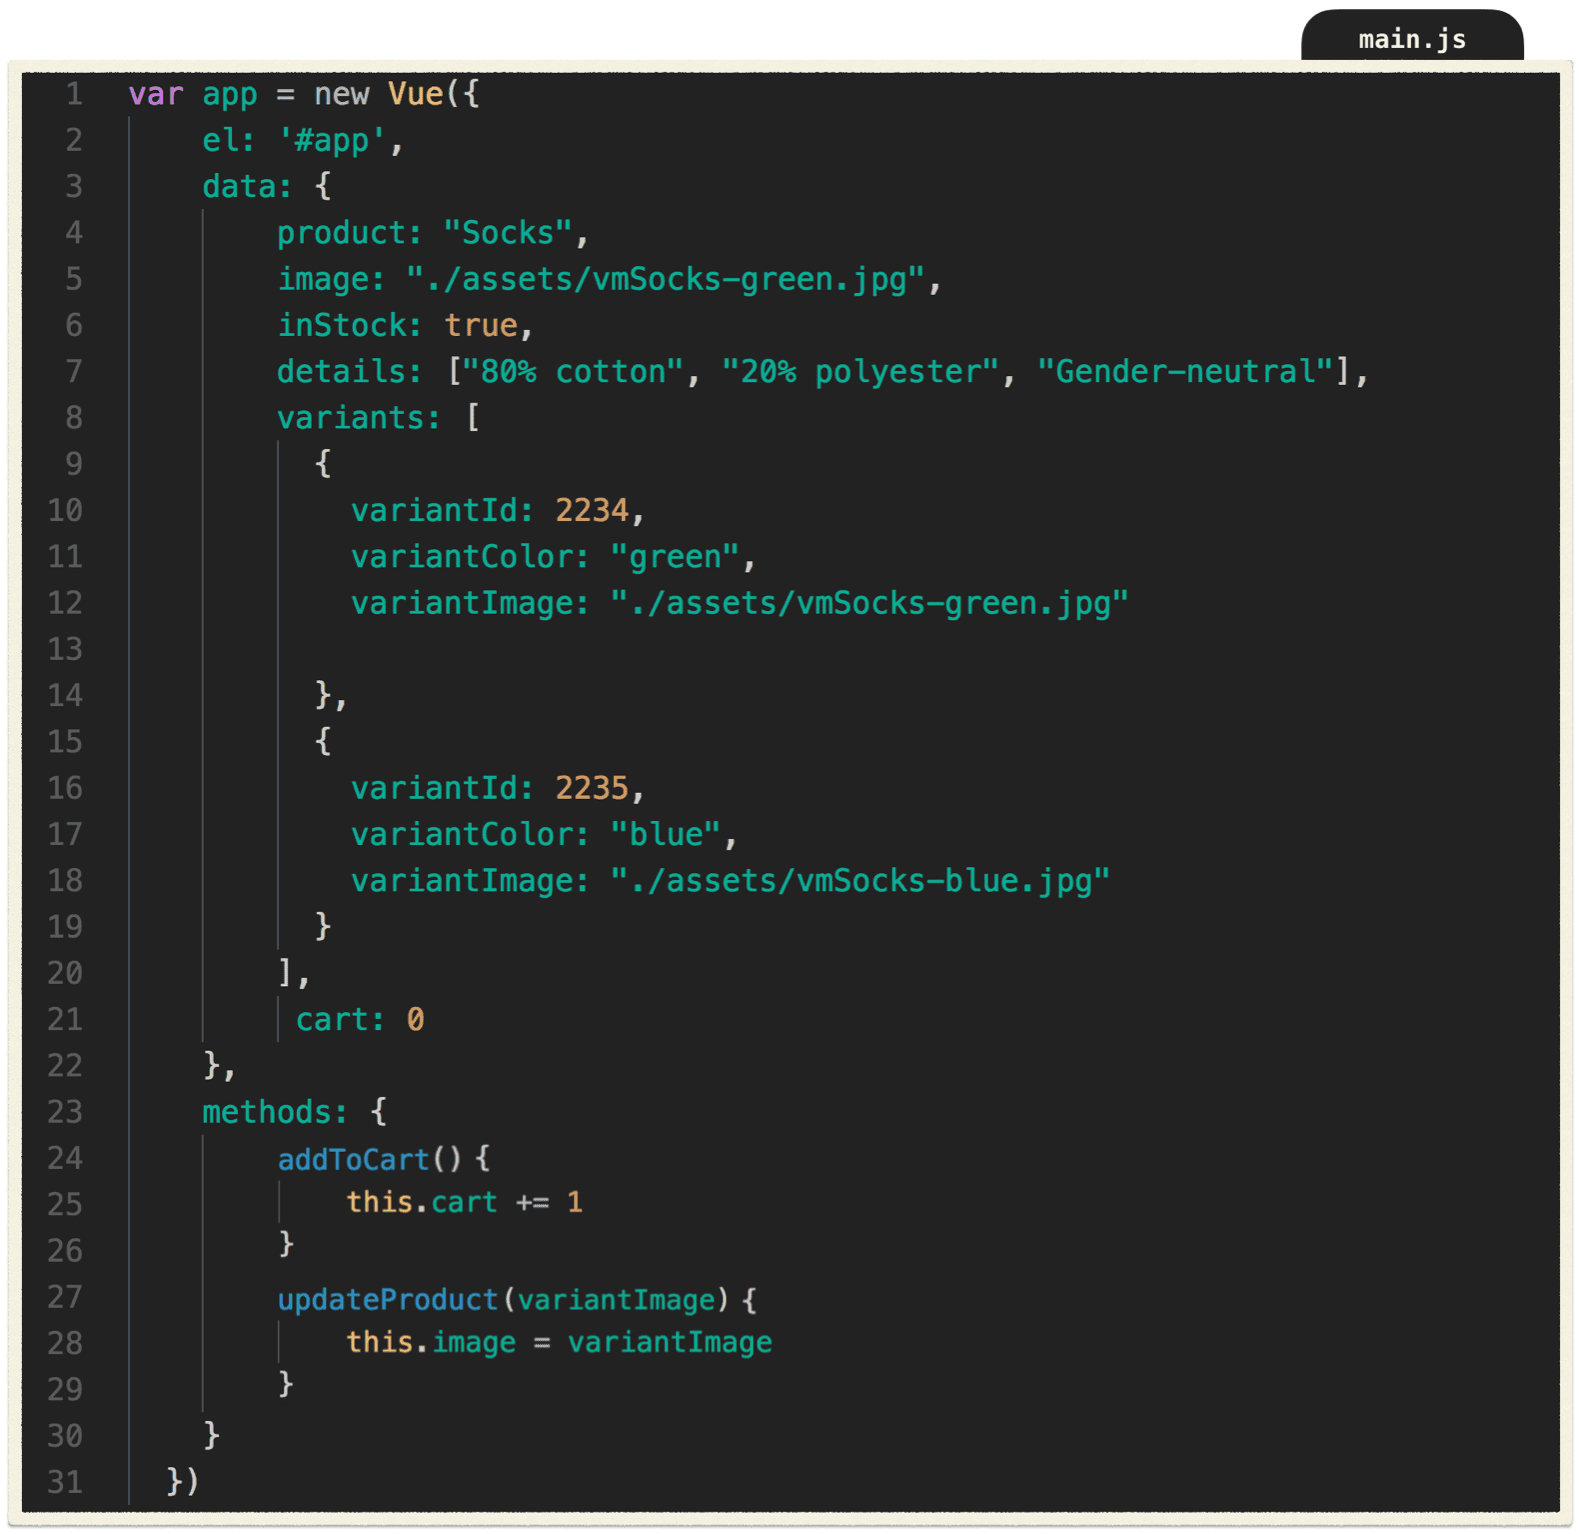 main.js
1 var app = new Vue({
2 el: '#app',
3 data: {
4 product: "Socks",
5 image: "./assets/vmSocks-green.jpg",
6 inStock: true,
7 details: ["80% cotton", "20% polyester", "Gender-neutral"],
8 variants: [
9 {
10 variantId: 2234,
11 variantColor: "green",
12 variantImage: "./assets/vmSocks-green.jpg"
13
14 },
15 {
16 variantId: 2235,
17 variantColor: "blue",
18 variantImage: "./assets/vmSocks-blue.jpg"
19 }
20 ],
21 cart: 0
22 },
23 methods: {
24 addToCart() {
25 this.cart += 1
26 }
27 updateProduct(variantImage) {
28 this.image = variantImage
29 }
30 }
31 })